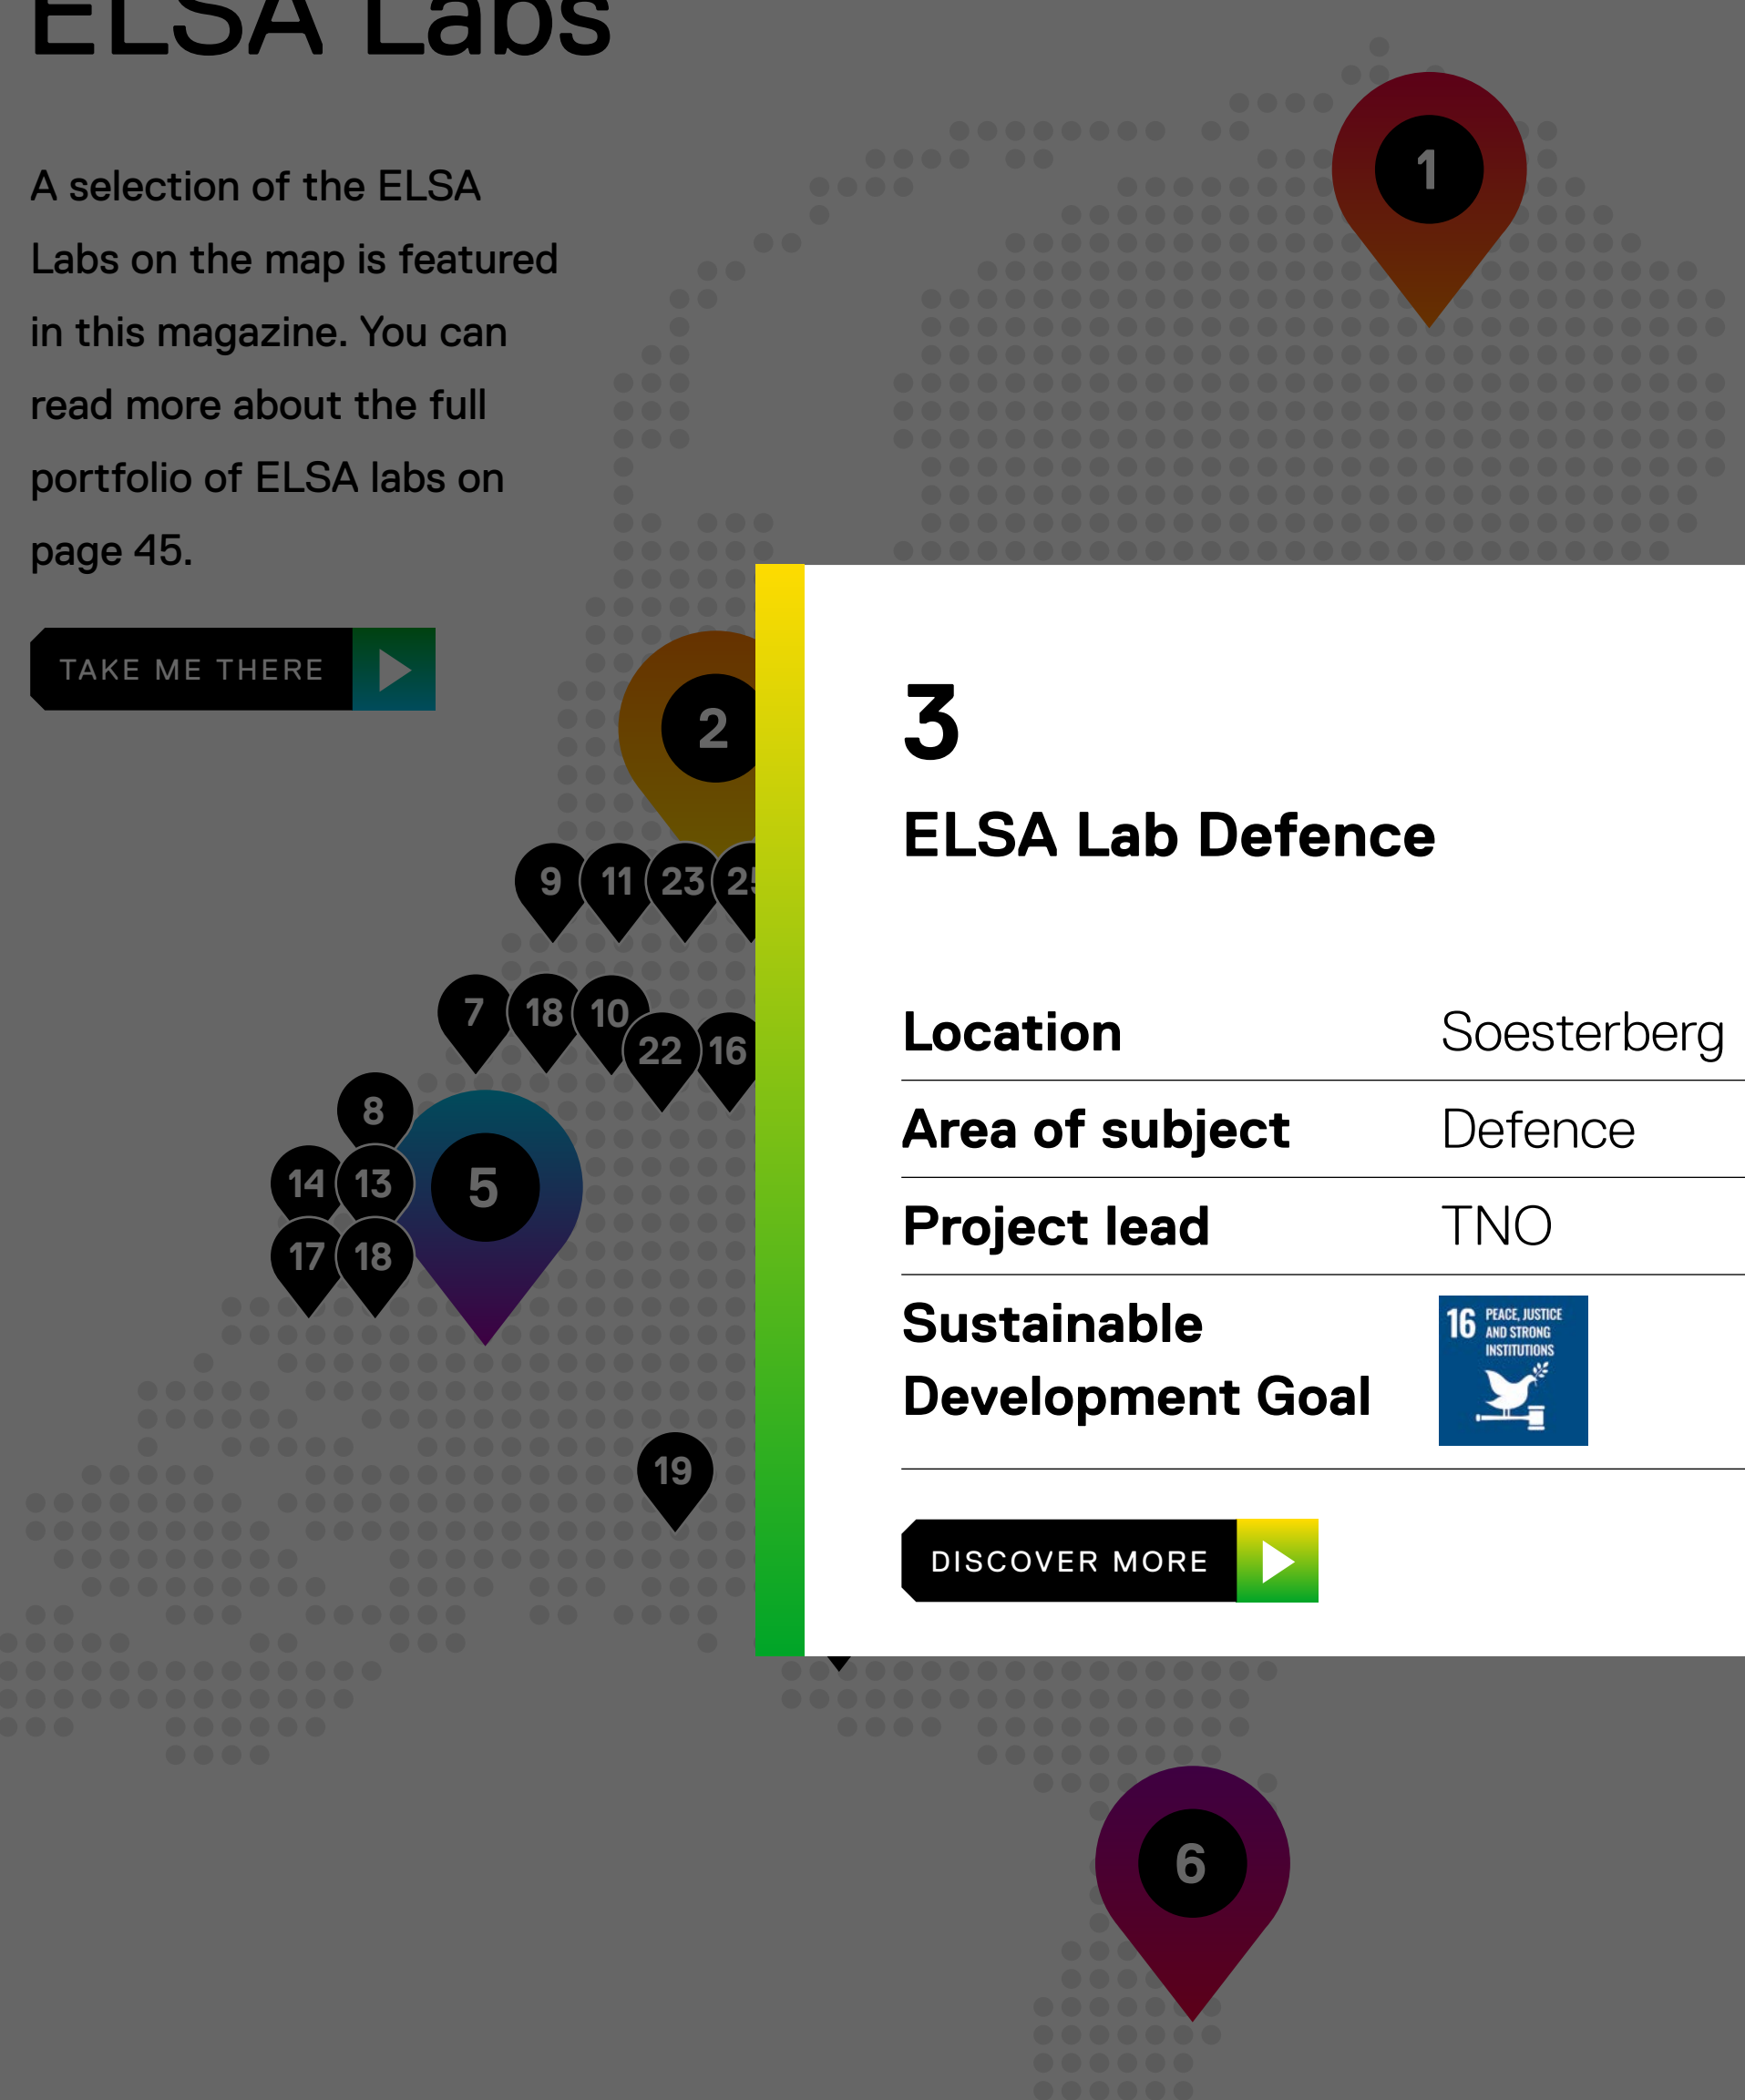 ELSA Labs
A selection of the ELSA
Labs on the map is featured
in this magazine. You can
read more about the full
portfolio of ELSA labs on
page 45.
TAKE ME THERE
1
2
9 11 23
7 18 10
22 16
8
14 13
5
17 18
19
6
3
ELSA Lab Defence
Location Soesterberg
Area of subject Defence
Project lead TNO
Sustainable
Development Goal
16 PEACE, JUSTICE
AND STRONG
INSTITUTIONS
DISCOVER MORE